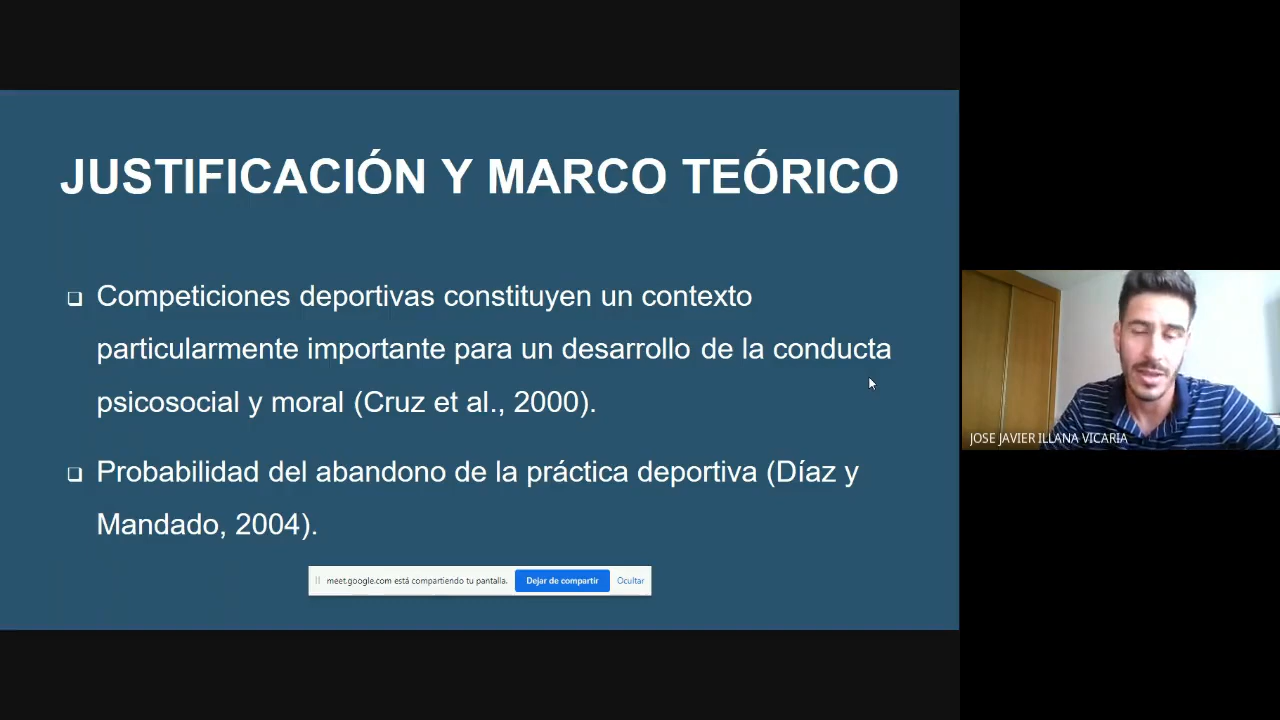 JUSTIFICACIÓN Y MARCO TEÓRICO
Competiciones deportivas constituyen un contexto
particularmente importante para un desarrollo de la conducta
psicosocial y moral (Cruz et al., 2000).
Probabilidad del abandono de la práctica deportiva (Díaz y
Mandado, 2004).
meet.google.com está compartiendo tu pantalla. Dejar de compartir Ocultar
JOSE JAVIER ILLANA VICARIA